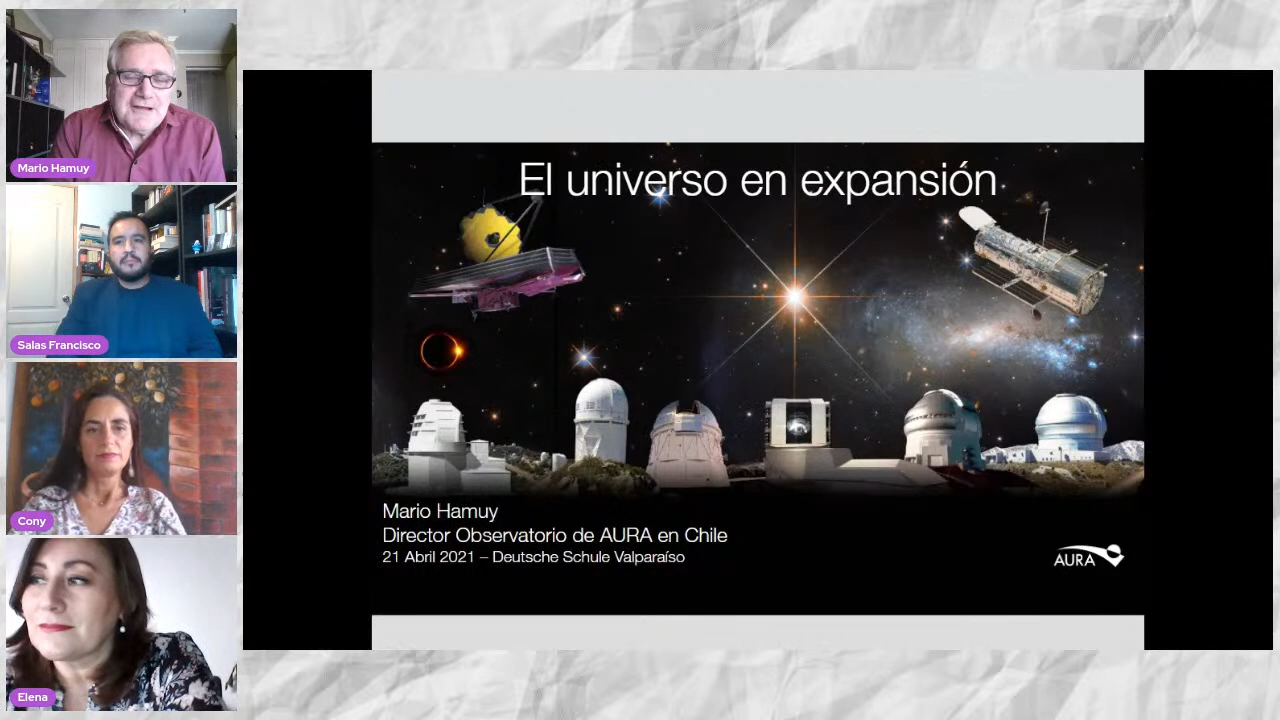 Mario Hamuy
Salas Francisco
Cony
Elena
El universo en expansión
Mario Hamuy
Director Observatorio de AURA en Chile
21 Abril 2021 – Deutsche Schule Valparaíso
AURA